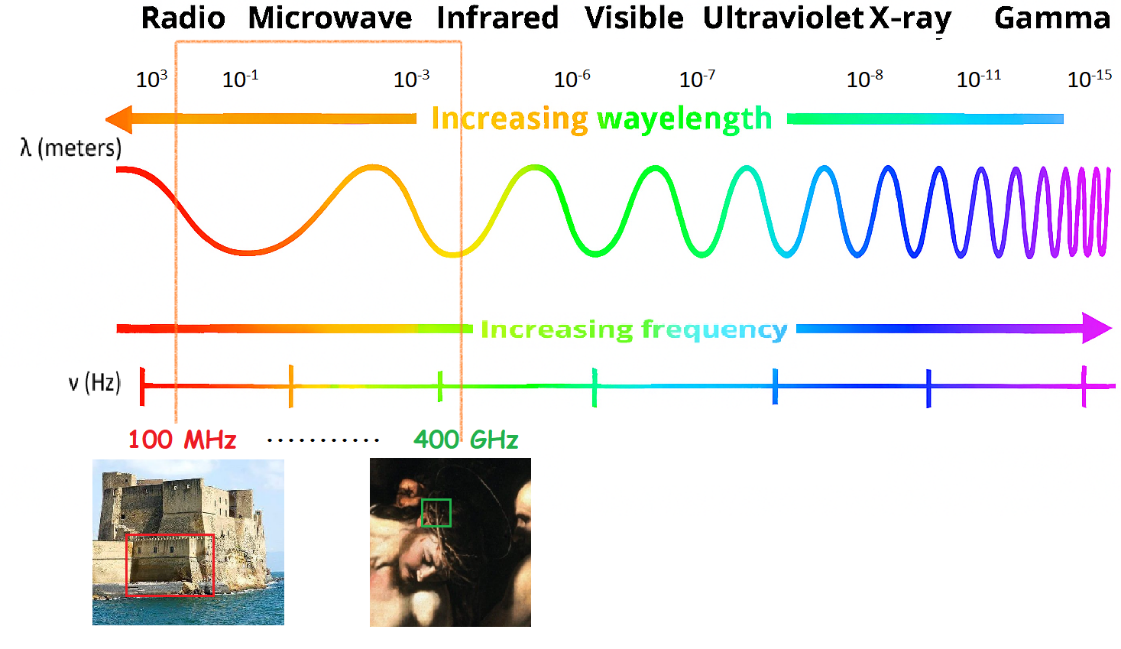 Radio Microwave Infrared Visible Ultraviolet X-ray Gamma
10³ 10⁻¹ 10⁻³ 10⁻⁶ 10⁻⁷ 10⁻⁸ 10⁻¹¹ 10⁻¹⁵
Increasing wayelength
λ (meters)
Increasing frequency
ν (Hz)
100 MHz ........... 400 GHz